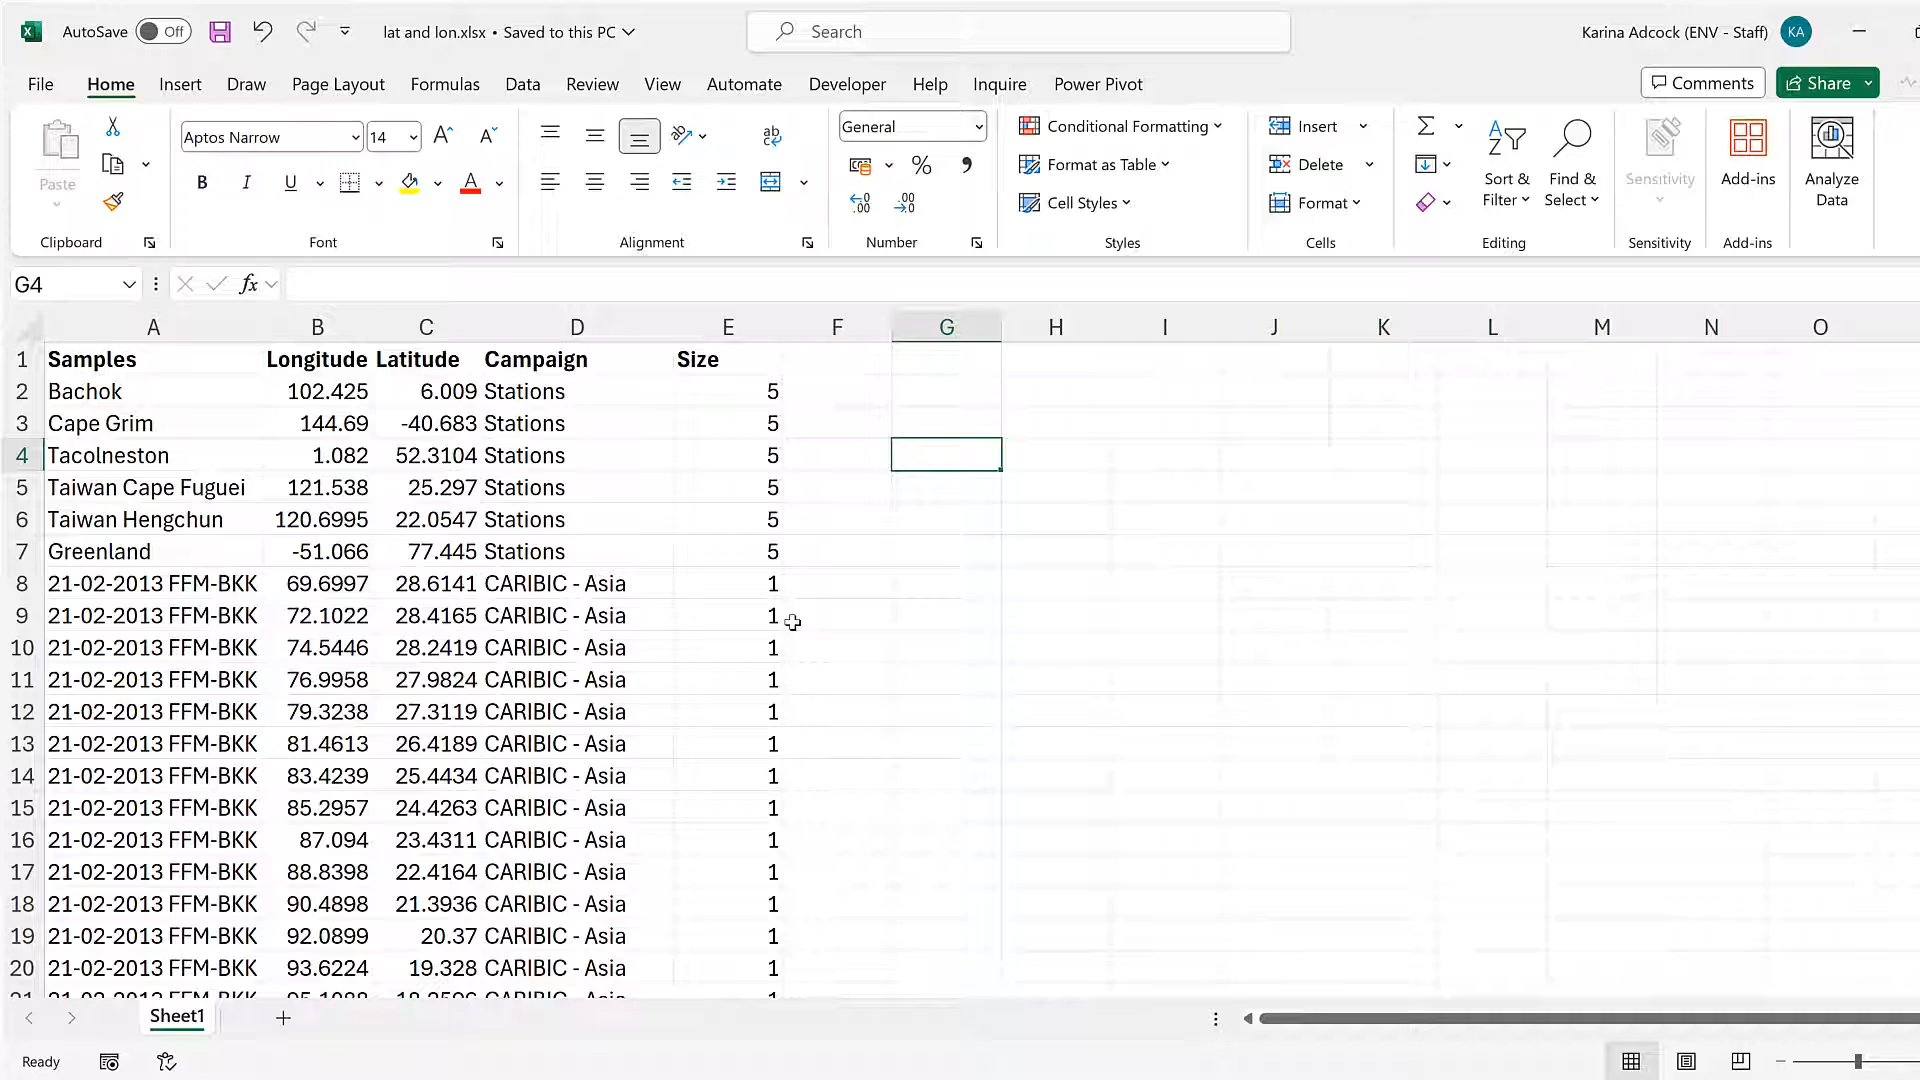 AutoSave Off lat and lon.xlsx • Saved to this PC Search Karina Adcock (ENV - Staff) KA
File Home Insert Draw Page Layout Formulas Data Review View Automate Developer Help Inquire Power Pivot Comments Share
Paste Aptos Narrow 14 General Conditional Formatting Format as Table Cell Styles Insert Delete Format Sort & Filter Find & Select Sensitivity Add-ins Analyze Data
Clipboard Font Alignment Number Styles Cells Editing Sensitivity Add-ins
G4 fx
A B C D E F G H I J K L M N O
1 Samples Longitude Latitude Campaign Size
2 Bachok 102.425 6.009 Stations 5
3 Cape Grim 144.69 -40.683 Stations 5
4 Tacolneston 1.082 52.3104 Stations 5
5 Taiwan Cape Fuguei 121.538 25.297 Stations 5
6 Taiwan Hengchun 120.6995 22.0547 Stations 5
7 Greenland -51.066 77.445 Stations 5
8 21-02-2013 FFM-BKK 69.6997 28.6141 CARIBIC - Asia 1
9 21-02-2013 FFM-BKK 72.1022 28.4165 CARIBIC - Asia 1
10 21-02-2013 FFM-BKK 74.5446 28.2419 CARIBIC - Asia 1
11 21-02-2013 FFM-BKK 76.9958 27.9824 CARIBIC - Asia 1
12 21-02-2013 FFM-BKK 79.3238 27.3119 CARIBIC - Asia 1
13 21-02-2013 FFM-BKK 81.4613 26.4189 CARIBIC - Asia 1
14 21-02-2013 FFM-BKK 83.4239 25.4434 CARIBIC - Asia 1
15 21-02-2013 FFM-BKK 85.2957 24.4263 CARIBIC - Asia 1
16 21-02-2013 FFM-BKK 87.094 23.4311 CARIBIC - Asia 1
17 21-02-2013 FFM-BKK 88.8398 22.4164 CARIBIC - Asia 1
18 21-02-2013 FFM-BKK 90.4898 21.3936 CARIBIC - Asia 1
19 21-02-2013 FFM-BKK 92.0899 20.37 CARIBIC - Asia 1
20 21-02-2013 FFM-BKK 93.6224 19.328 CARIBIC - Asia 1
Sheet1
Ready